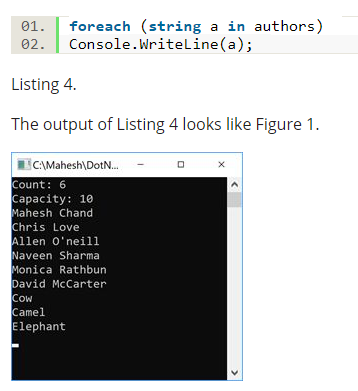 01. foreach (string a in authors)
02. Console.WriteLine(a);
Listing 4.
The output of Listing 4 looks like Figure 1.
C:\Mahesh\DotN...
Count: 6
Capacity: 10
Mahesh Chand
Chris Love
Allen O'neill
Naveen Sharma
Monica Rathbun
David McCarter
Cow
Camel
Elephant